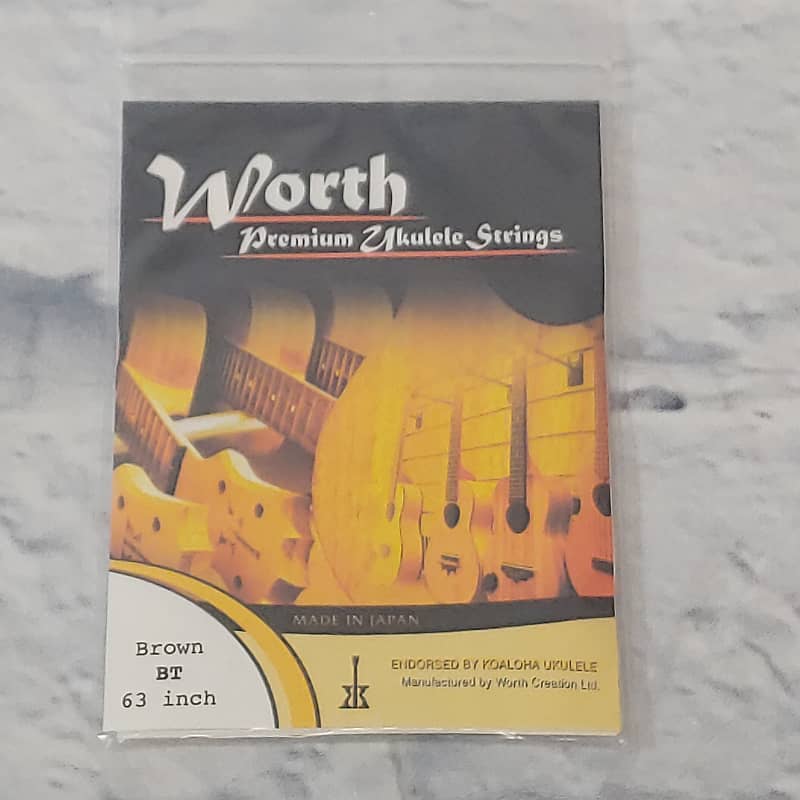 Worth
Premium Ukulele Strings
MADE IN JAPAN
Brown
BT
63 inch
ENDORSED BY KOALOHA UKULELE
Manufactured by Worth Creation Ltd.